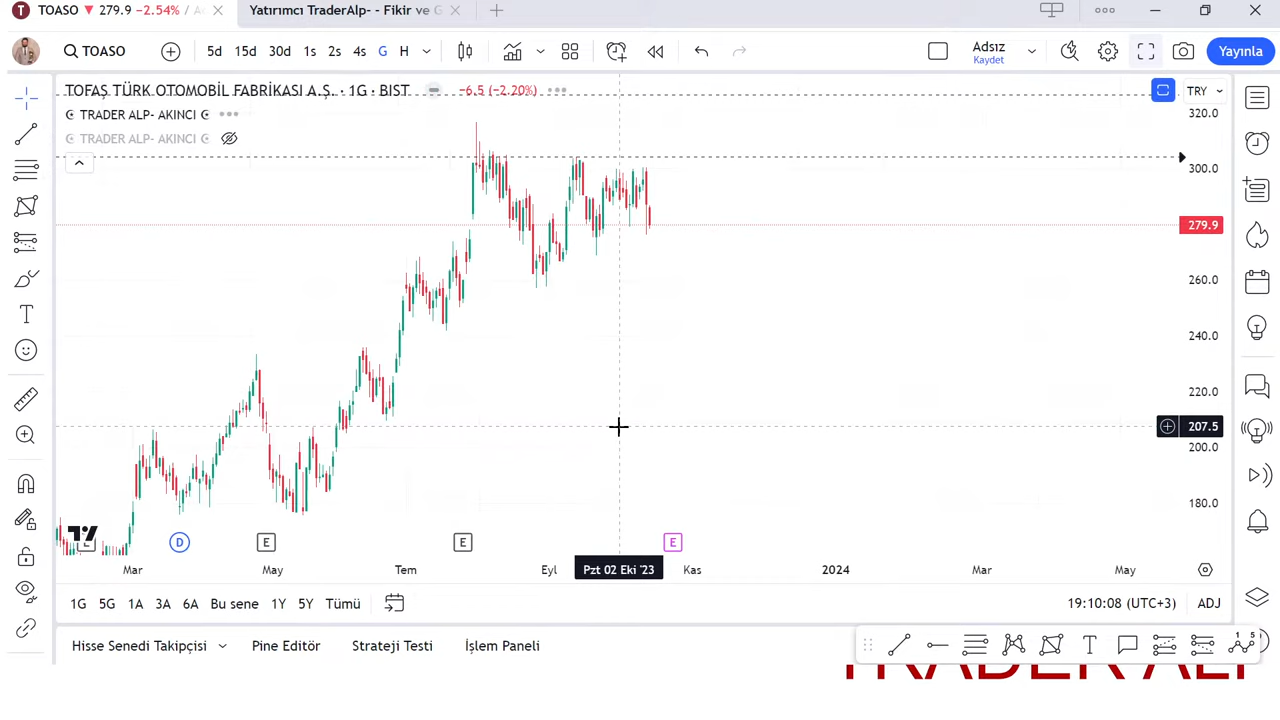 TOASO ▼ 279.9 −2.54% /
Yatırımcı TraderAlp- - Fikir ve G
TOASO
5d 15d 30d 1s 2s 4s G H
Adsız
Kaydet
Yayınla
TOFAŞ TÜRK OTOMOBİL FABRİKASI A.Ş. · 1G · BIST
−6.5 (−2.20%)
TRY
TRADER ALP- AKINCI
TRADER ALP- AKINCI
320.0
300.0
279.9
260.0
240.0
220.0
207.5
200.0
180.0
D E E E
Mar May Tem Eyl Pzt 02 Eki '23 Kas 2024 Mar May
1G 5G 1A 3A 6A Bu sene 1Y 5Y Tümü
19:10:08 (UTC+3) ADJ
Hisse Senedi Takipçisi Pine Editör Strateji Testi İşlem Paneli
TRADER ALP